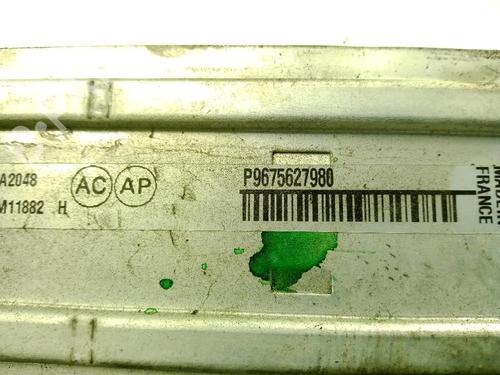 A2048
M11882 H
AC
AP
P9675627980
MADE IN
FRANCE